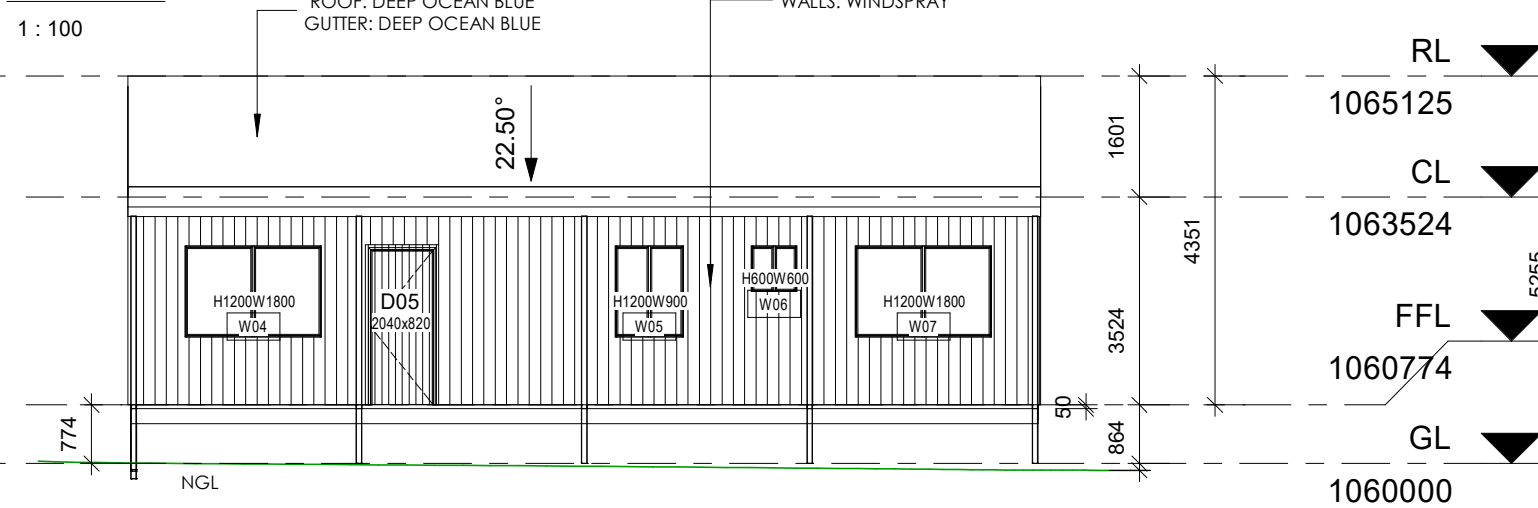 ROOF: DEEP OCEAN BLUE
GUTTER: DEEP OCEAN BLUE
WALLS: WINDSPRAY
1 : 100
RL
1065125
22.50°
1601
CL
1063524
4351
5255
H1200W1800
W04
D05
2040x820
H1200W900
W05
H600W600
W06
H1200W1800
W07
3524
FFL
1060774
50
774
864
GL
NGL
1060000